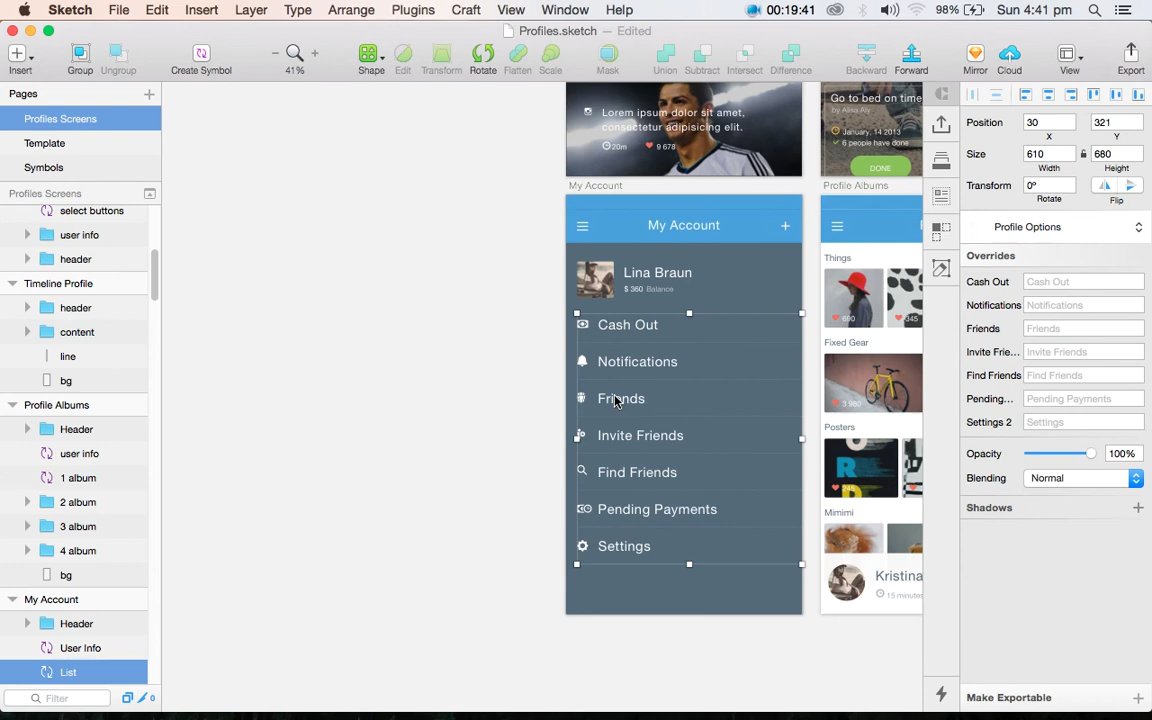 Sketch File Edit Insert Layer Type Arrange Plugins Craft View Window Help 00:19:41 98% Sun 4:41 pm
Profiles.sketch — Edited
Insert Group Ungroup Create Symbol 41% Shape Edit Transform Rotate Flatten Scale Mask Union Subtract Intersect Difference Backward Forward Mirror Cloud View Export
Pages
Profiles Screens
Template
Symbols
Profiles Screens
select buttons
user info
header
Timeline Profile
header
content
line
bg
Profile Albums
Header
user info
1 album
2 album
3 album
4 album
bg
My Account
Header
User Info
List
Filter
0
Lorem ipsum dolor sit amet,
consectetur adipisicing elit.
20m 9 678
Go to bed on time
by Alina Aly
January, 14 2013
6 people have done
DONE
My Account
My Account
Lina Braun
$ 360 Balance
Cash Out
Notifications
Friends
Invite Friends
Find Friends
Pending Payments
Settings
Profile Albums
Things
690
345
Fixed Gear
3 980
Posters
Mimimi
Kristina
15 minutes
Position 30 321
X Y
Size 610 680
Width Height
Transform 0°
Rotate Flip
Profile Options
Overrides
Cash Out Cash Out
Notifications Notifications
Friends Friends
Invite Frie... Invite Friends
Find Friends Find Friends
Pending... Pending Payments
Settings 2 Settings
Opacity 100%
Blending Normal
Shadows
Make Exportable